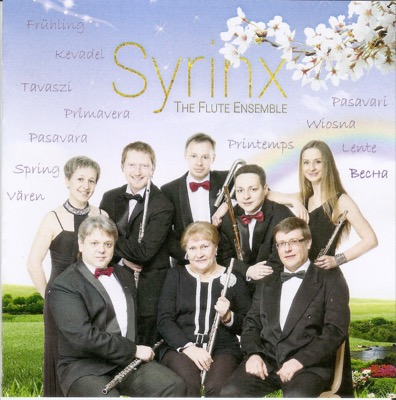 Frühling
Kevadel
Tavaszi
Primavera
Pasavara
Spring
Våren
Syrinx
THE FLUTE ENSEMBLE
Printemps
Pasavari
Wiosna
Lente
Весна